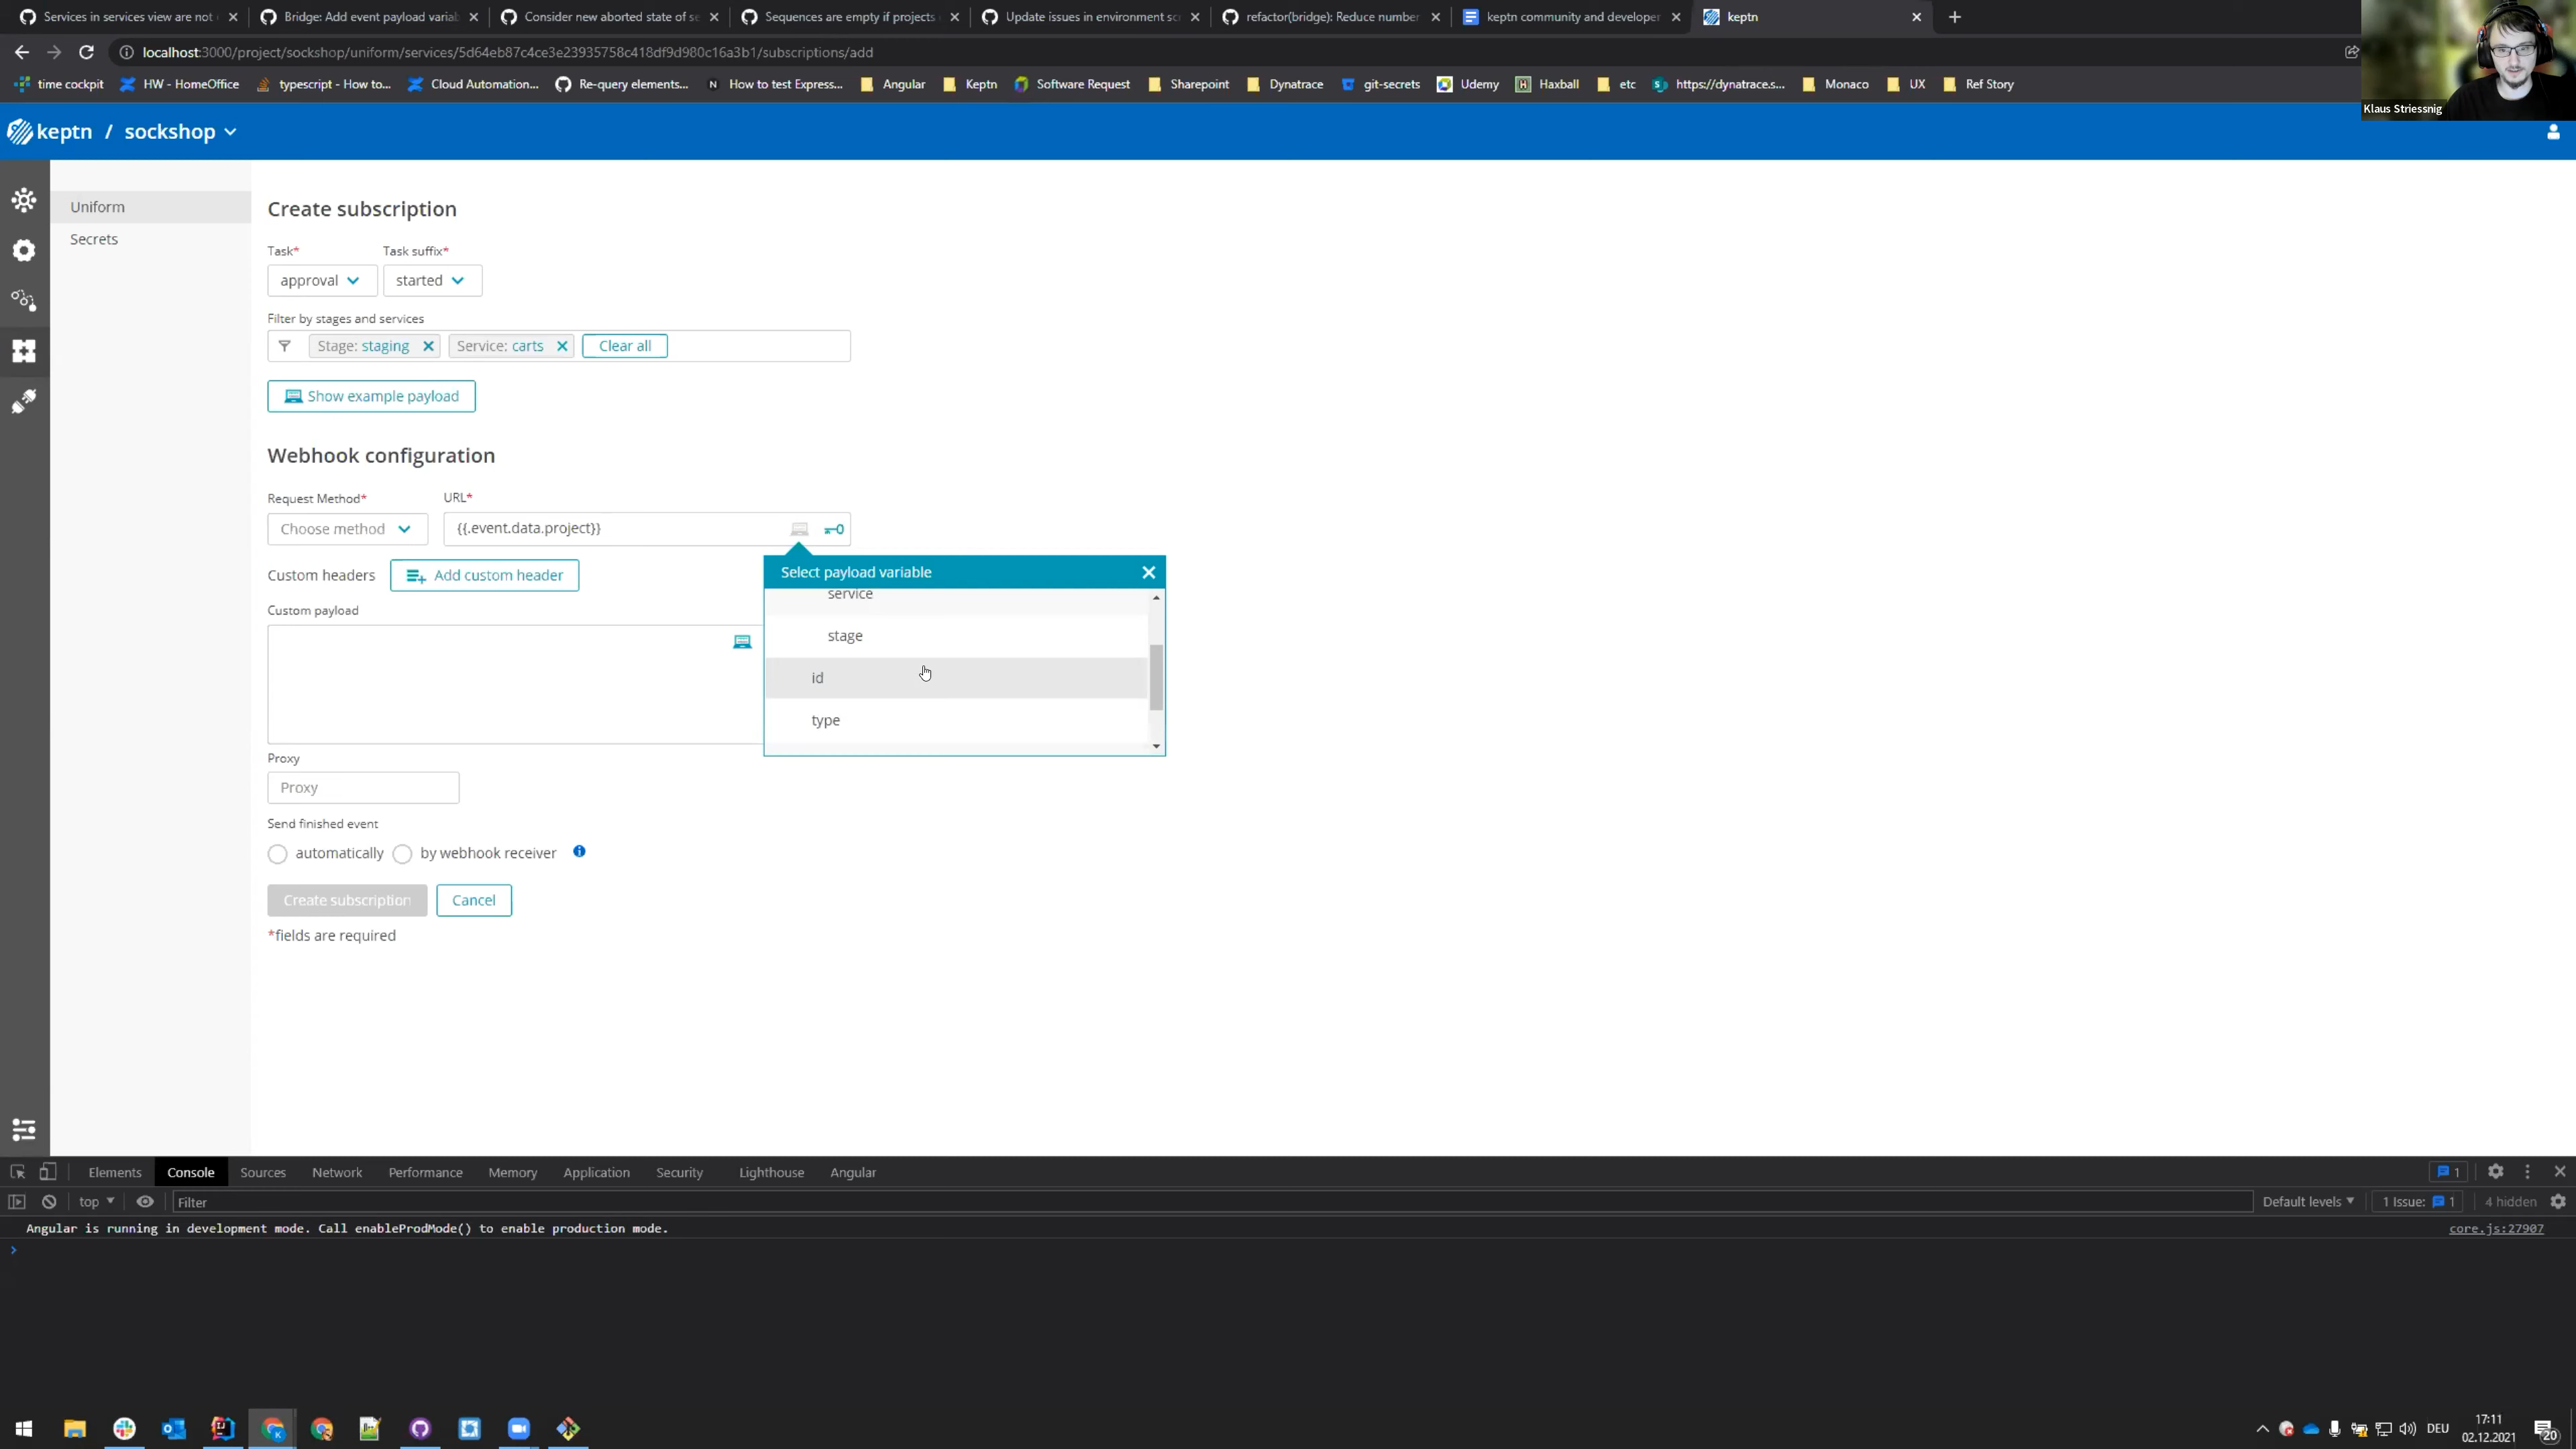 Services in services view are not
Bridge: Add event payload variab
Consider new aborted state of se
Sequences are empty if projects
Update issues in environment sc
refactor(bridge): Reduce number
keptn community and developer
keptn
localhost:3000/project/sockshop/uniform/services/5d64eb87c4ce3e23935758c418df9d980c16a3b1/subscriptions/add
time cockpit
HW - HomeOffice
typescript - How to...
Cloud Automation...
Re-query elements...
How to test Express...
Angular
Keptn
Software Request
Sharepoint
Dynatrace
git-secrets
Udemy
Haxball
etc
https://dynatrace.s...
Monaco
UX
Ref Story
Klaus Striessnig
keptn / sockshop
Uniform
Secrets
Create subscription
Task* Task suffix*
approval started
Filter by stages and services
Stage: staging Service: carts Clear all
Show example payload
Webhook configuration
Request Method* URL*
Choose method {{.event.data.project}}
Custom headers Add custom header
Select payload variable
service
stage
id
type
Custom payload
Proxy
Proxy
Send finished event
automatically by webhook receiver
Create subscription Cancel
*fields are required
Elements Console Sources Network Performance Memory Application Security Lighthouse Angular 1
top Filter Default levels 1 Issue: 1 4 hidden
Angular is running in development mode. Call enableProdMode() to enable production mode. core.js:27907
DEU
17:11
02.12.2021
20